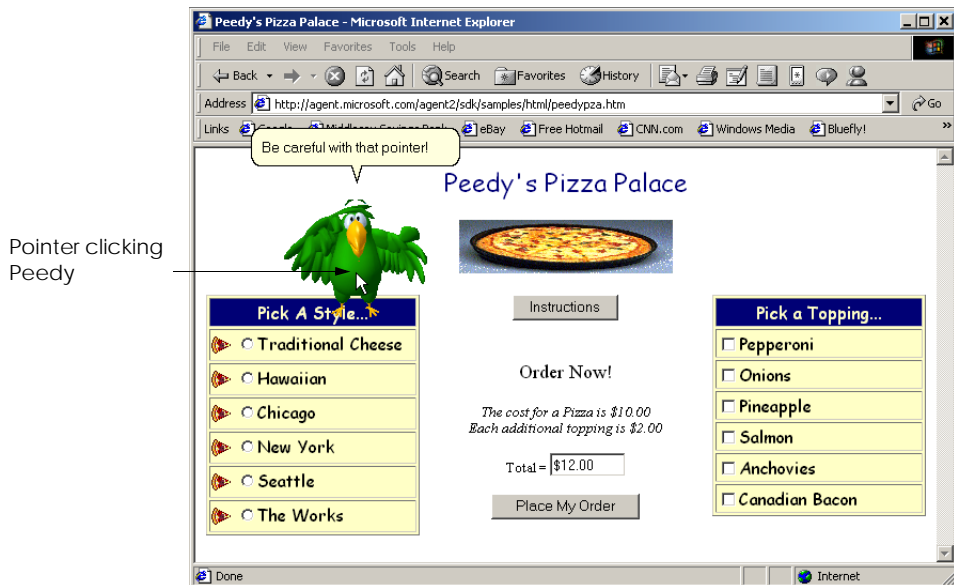 Peedy's Pizza Palace - Microsoft Internet Explorer
File Edit View Favorites Tools Help
Back Search Favorites History
Address http://agent.microsoft.com/agent2/sdk/samples/html/peedypza.htm Go
Links eBay Free Hotmail CNN.com Windows Media Bluefly! »
Be careful with that pointer!
Peedy's Pizza Palace
Pointer clicking
Peedy
Pick A Style...
Traditional Cheese
Hawaiian
Chicago
New York
Seattle
The Works
Instructions
Order Now!
The cost for a Pizza is $10.00
Each additional topping is $2.00
Total = $12.00
Place My Order
Pick a Topping...
Pepperoni
Onions
Pineapple
Salmon
Anchovies
Canadian Bacon
Done Internet